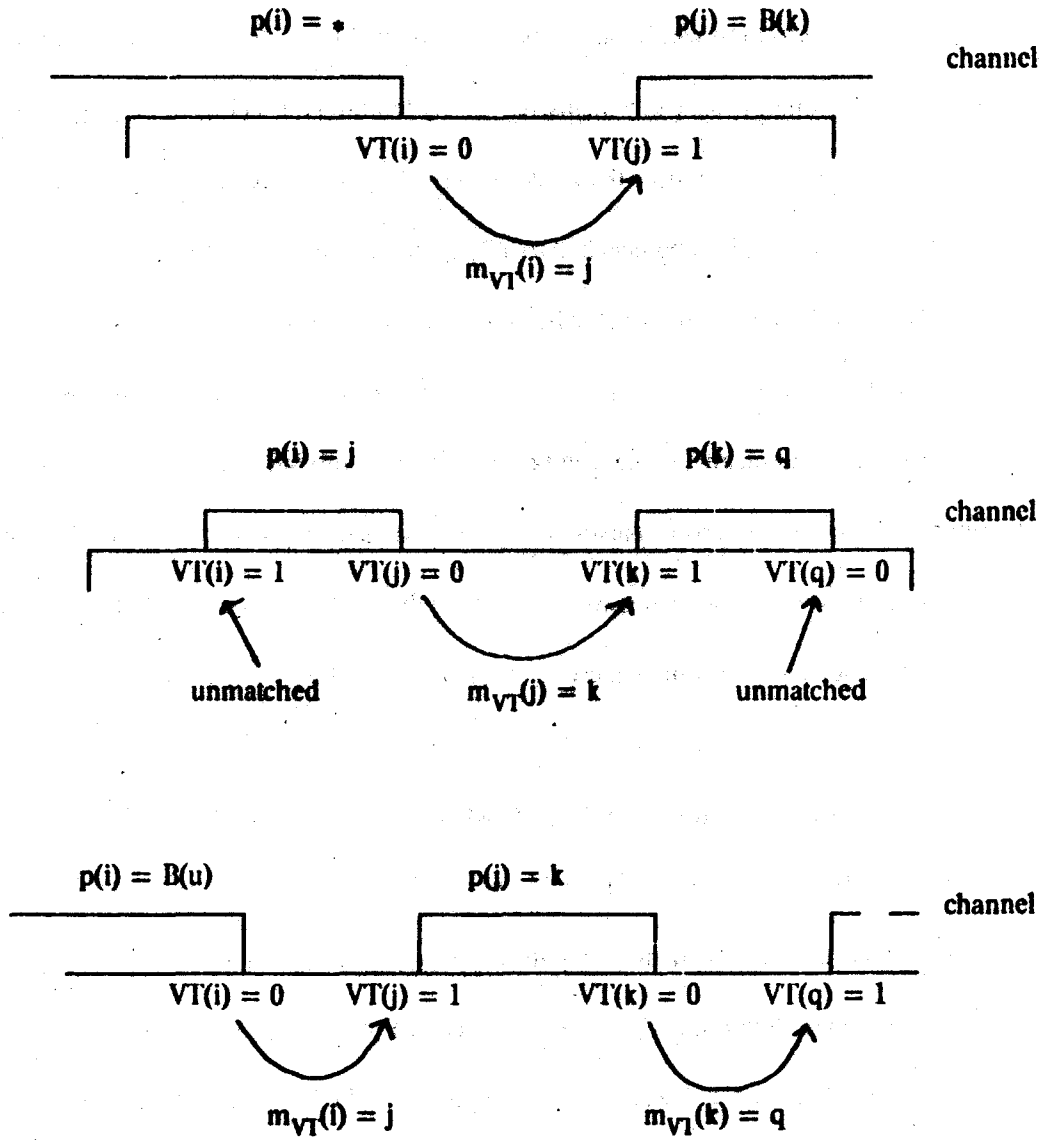 p(i) = * p(j) = B(k)
channel
VT(i) = 0 VT(j) = 1
m_VT(i) = j
p(i) = j p(k) = q
channel
VT(i) = 1 VT(j) = 0 VT(k) = 1 VT(q) = 0
unmatched m_VT(j) = k unmatched
p(i) = B(u) p(j) = k
channel
VT(i) = 0 VT(j) = 1 VT(k) = 0 VT(q) = 1
m_VT(i) = j m_VT(k) = q